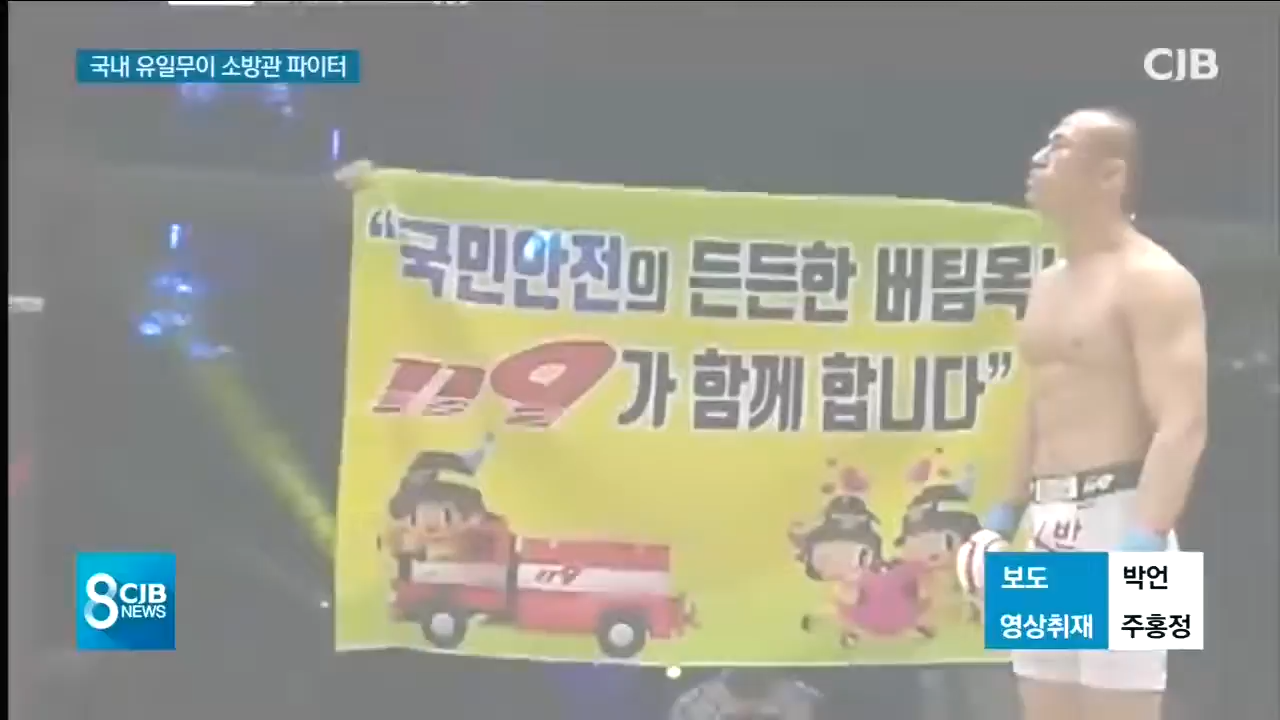 국내 유일무이 소방관 파이터
CJB
“국민안전의 든든한 버팀목
119가 함께 합니다”
119
반
8 CJB
NEWS
보도 박언
영상취재 주홍정